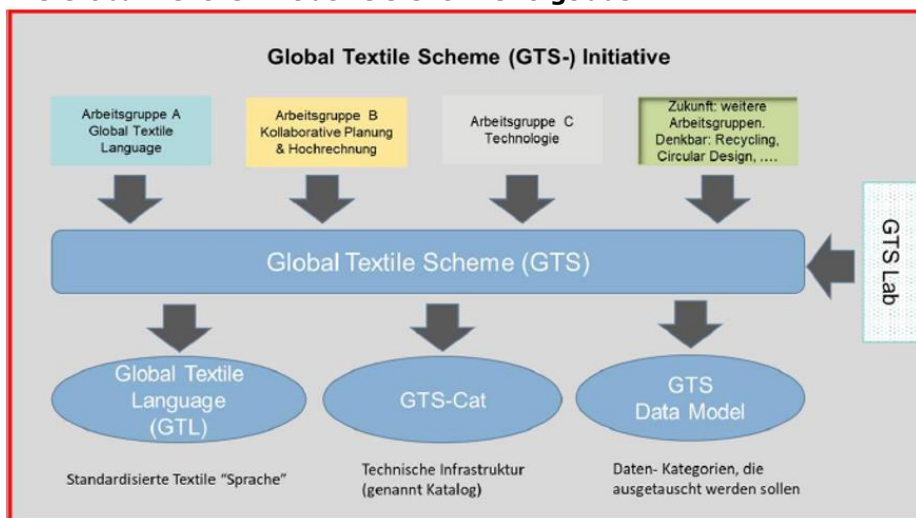 Global Textile Scheme (GTS-) Initiative
Arbeitsgruppe A
Global Textile
Language
Arbeitsgruppe B
Kollaborative Planung
& Hochrechnung
Arbeitsgruppe C
Technologie
Zukunft: weitere
Arbeitsgruppen.
Denkbar: Recycling,
Circular Design, ....
GTS Lab
Global Textile Scheme (GTS)
Global Textile
Language
(GTL)
GTS-Cat
GTS
Data Model
Standardisierte Textile “Sprache”
Technische Infrastruktur
(genannt Katalog)
Daten- Kategorien, die
ausgetauscht werden sollen